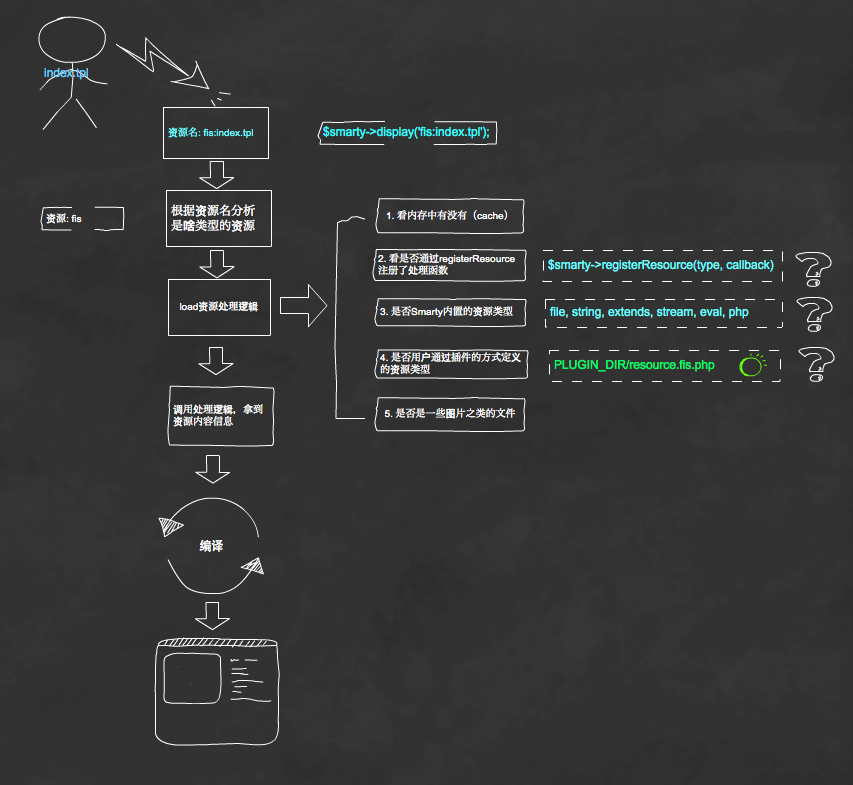 index.tpl
资源名: fis:index.tpl
$smarty->display('fis:index.tpl');
资源: fis
根据资源名分析
是啥类型的资源
load资源处理逻辑
1. 看内存中有没有（cache）
2. 看是否通过registerResource
注册了处理函数
$smarty->registerResource(type, callback)
3. 是否Smarty内置的资源类型
file, string, extends, stream, eval, php
4. 是否用户通过插件的方式定义
的资源类型
PLUGIN_DIR/resource.fis.php
5. 是否是一些图片之类的文件
调用处理逻辑，拿到
资源内容信息
编译